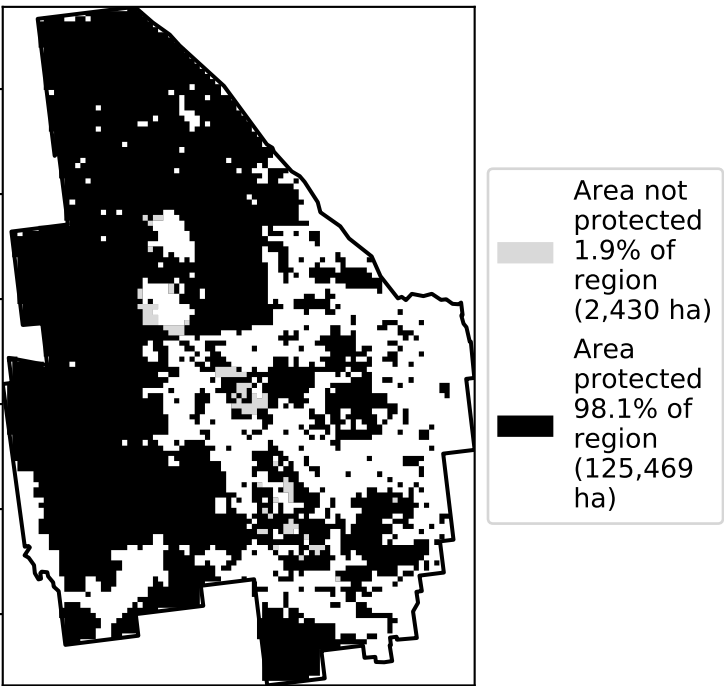 Area not
protected
1.9% of
region
(2,430 ha)
Area
protected
98.1% of
region
(125,469
ha)